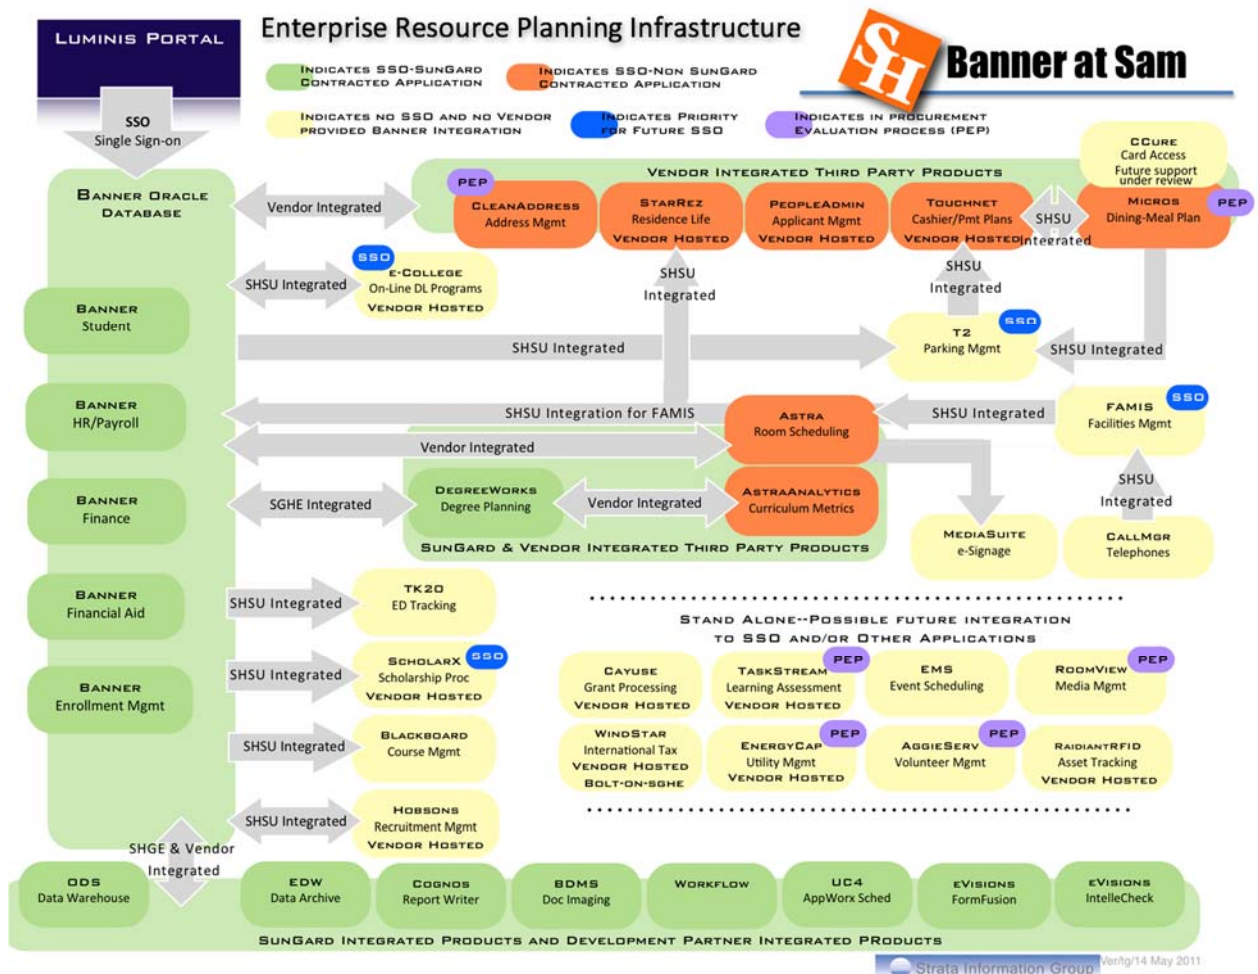 Luminis Portal
Enterprise Resource Planning Infrastructure
SH
Banner at Sam
Indicates SSO-SunGard
Contracted Application
Indicates SSO-Non SunGard
Contracted Application
Indicates no SSO and no Vendor
provided Banner Integration
Indicates Priority
for Future SSO
Indicates in procurement
Evaluation process (PEP)
SSO
Single Sign-on
Banner Oracle
Database
Vendor Integrated
Vendor Integrated Third Party Products
PEP
CleanAddress
Address Mgmt
StarRez
Residence Life
Vendor Hosted
PeopleAdmin
Applicant Mgmt
Vendor Hosted
Touchnet
Cashier/Pmt Plans
Vendor Hosted
SHSU
Integrated
CCure
Card Access
Future support
under review
Micros
Dining-Meal Plan
PEP
SHSU Integrated
SSO
e-College
On-Line DL Programs
Vendor Hosted
SHSU
Integrated
SHSU
Integrated
Banner
Student
SHSU Integrated
SSO
T2
Parking Mgmt
SHSU Integrated
Banner
HR/Payroll
SHSU Integration for FAMIS
Astra
Room Scheduling
SHSU Integrated
SSO
FAMIS
Facilities Mgmt
Vendor Integrated
Banner
Finance
SGHE Integrated
DegreeWorks
Degree Planning
Vendor Integrated
AstraAnalytics
Curriculum Metrics
SHSU
Integrated
SunGard & Vendor Integrated Third Party Products
MediaSuite
e-Signage
CallMgr
Telephones
Banner
Financial Aid
SHSU Integrated
TK20
ED Tracking
Stand Alone--Possible future integration
to SSO and/or Other Applications
SHSU Integrated
SSO
ScholarX
Scholarship Proc
Vendor Hosted
Banner
Enrollment Mgmt
Cayuse
Grant Processing
Vendor Hosted
PEP
TaskStream
Learning Assessment
Vendor Hosted
EMS
Event Scheduling
PEP
RoomView
Media Mgmt
SHSU Integrated
Blackboard
Course Mgmt
WindStar
International Tax
Vendor Hosted
Bolt-on-sghe
PEP
EnergyCap
Utility Mgmt
Vendor Hosted
PEP
AggieServ
Volunteer Mgmt
RaidiantRFID
Asset Tracking
Vendor Hosted
SHSU Integrated
Hobsons
Recruitment Mgmt
Vendor Hosted
SHGE & Vendor
Integrated
ODS
Data Warehouse
EDW
Data Archive
Cognos
Report Writer
BDMS
Doc Imaging
Workflow
UC4
AppWorx Sched
eVisions
FormFusion
eVisions
IntelleCheck
SunGard Integrated Products and Development Partner Integrated PRoducts
Strata Information Group
Ver/tg/14 May 2011